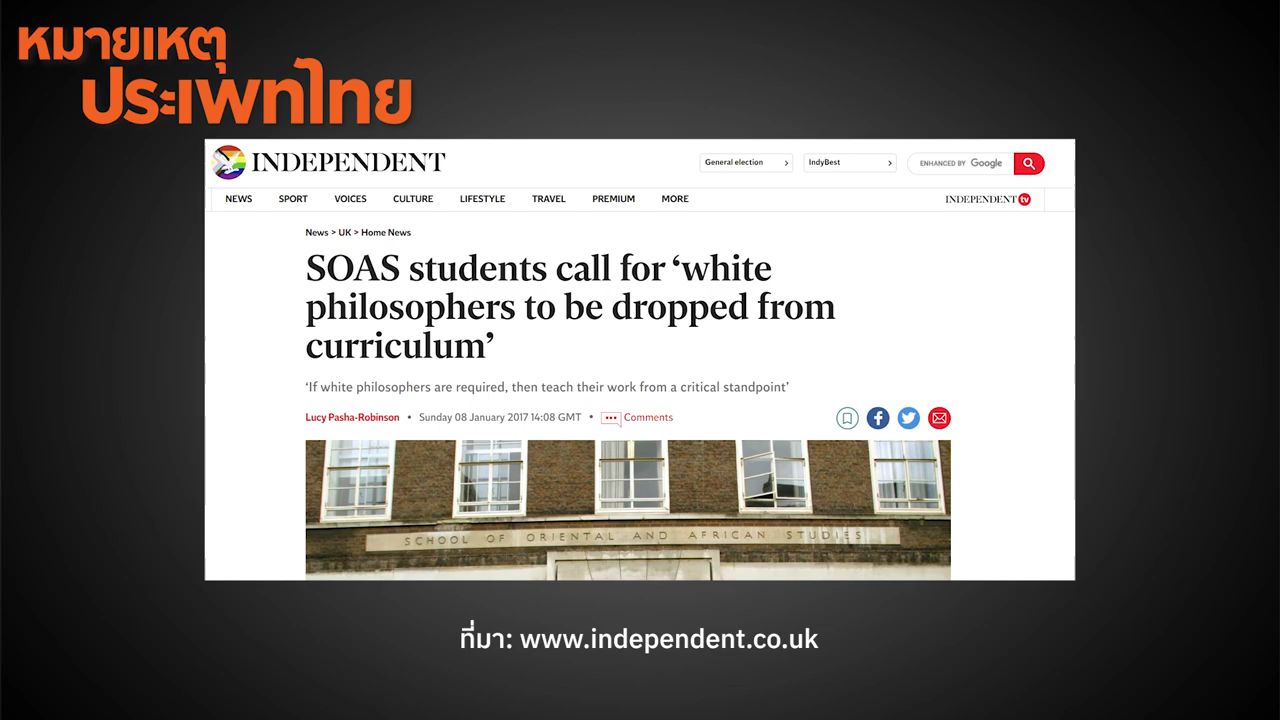 หมายเหตุ
ประเพทไทย
INDEPENDENT
General election
IndyBest
ENHANCED BY Google
NEWS SPORT VOICES CULTURE LIFESTYLE TRAVEL PREMIUM MORE
INDEPENDENT tv
News > UK > Home News
SOAS students call for ‘white
philosophers to be dropped from
curriculum’
‘If white philosophers are required, then teach their work from a critical standpoint’
Lucy Pasha-Robinson • Sunday 08 January 2017 14:08 GMT • Comments
SCHOOL OF ORIENTAL AND AFRICAN STUDIES
ที่มา: www.independent.co.uk